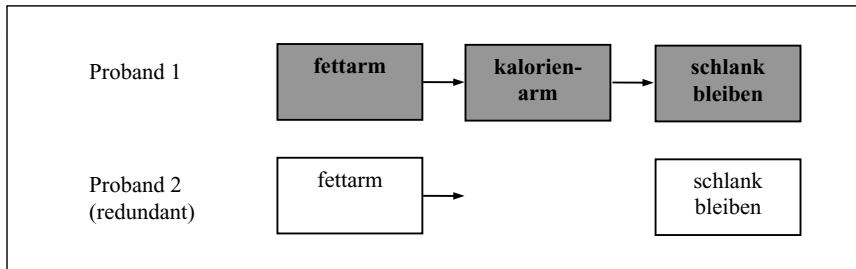 Proband 1
fettarm
kalorien-
arm
schlank
bleiben
Proband 2
(redundant)
fettarm
schlank
bleiben